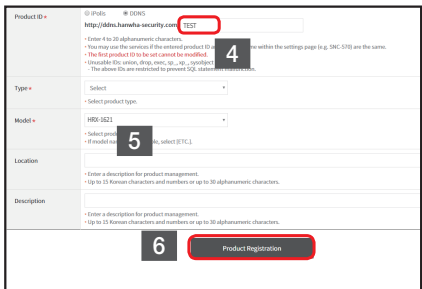 Product ID * iPolis DDNS
http://ddns.hanwha-security.com/ TEST
4
• Enter 4 to 20 alphanumeric characters.
• You may use the services if the entered product ID a me within the settings page (e.g. SNC-570) are the same.
• The first product ID to be set cannot be modified.
• Unusable IDs: union, drop, exec, sp_, xp_, sysobject
- The above IDs are restricted to prevent SQL statement
Type * Select
• Select product type.
Model * HRX-1621
5
• Select prod
• If model na le, select [ETC.].
Location
• Enter a description for product management.
• Up to 15 Korean characters and numbers or up to 30 alphanumeric characters.
Description
• Enter a description for product management.
• Up to 15 Korean characters and numbers or up to 30 alphanumeric characters.
6 Product Registration